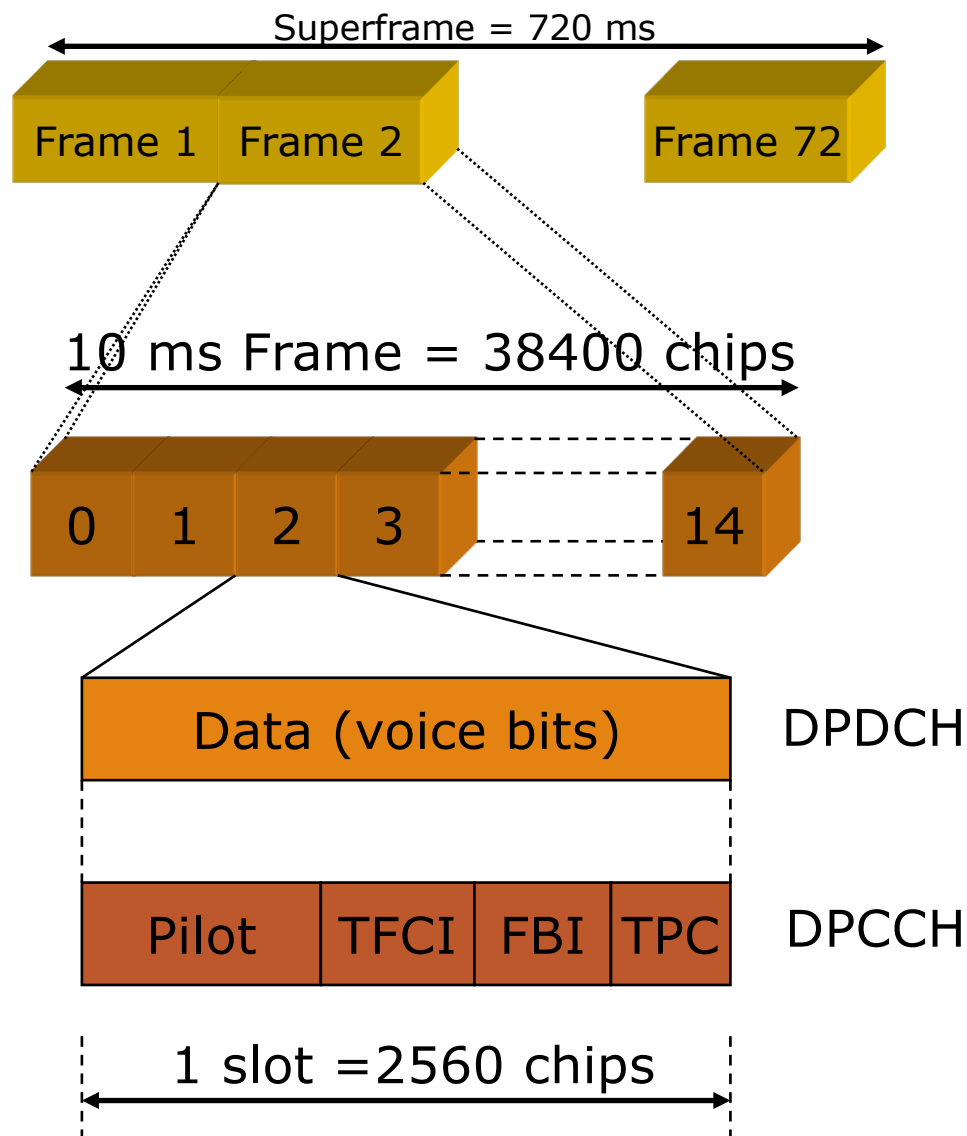 Superframe = 720 ms
Frame 1 Frame 2 Frame 72
10 ms Frame = 38400 chips
0 1 2 3 14
Data (voice bits) DPDCH
Pilot TFCI FBI TPC DPCCH
1 slot =2560 chips